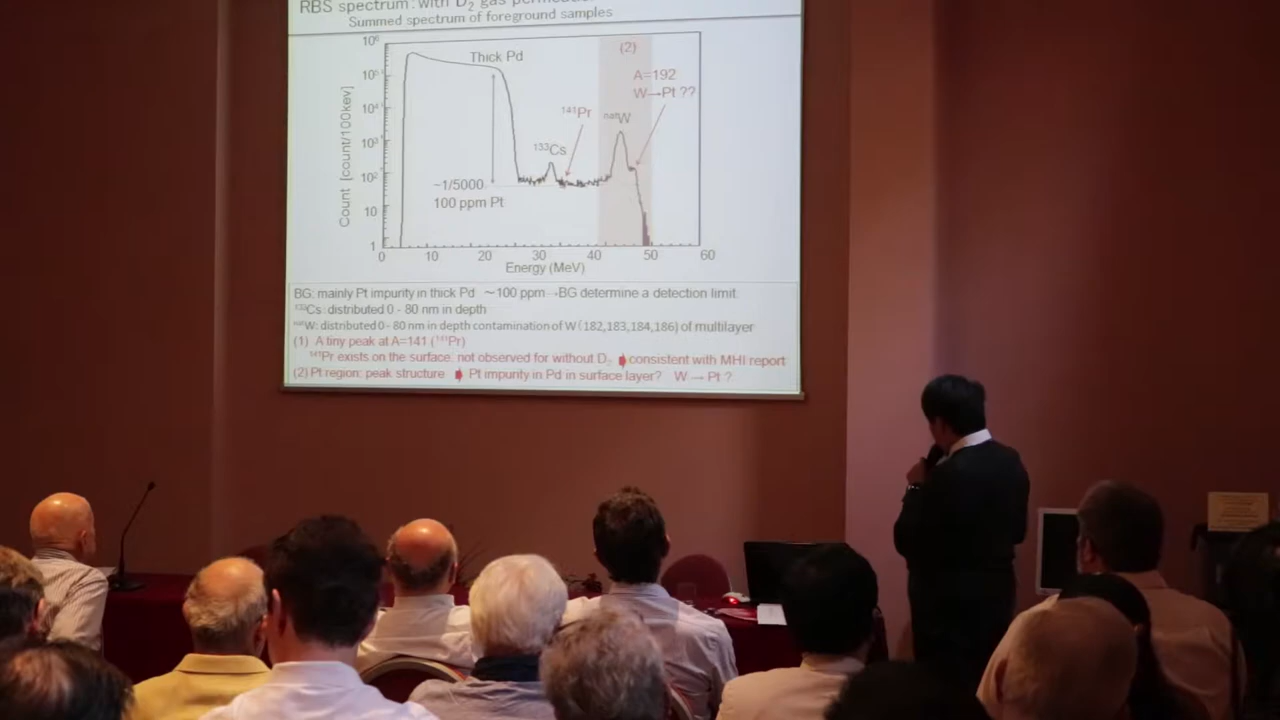 RBS spectrum: with D₂ gas
Summed spectrum of foreground samples
10⁶
10⁵
10⁴
10³
10²
10
1
Count [count/100kev]
Thick Pd
(2)
A=192
W→Pt ??
¹⁴¹Pr
ⁿᵃᵗW
¹³³Cs
~1/5000
100 ppm Pt
0 10 20 30 40 50 60
Energy (MeV)
BG: mainly Pt impurity in thick Pd ~100 ppm→BG determine a detection limit.
¹³³Cs: distributed 0 - 80 nm in depth
ⁿᵃᵗW: distributed 0 - 80 nm in depth contamination of W (182,183,184,186) of multilayer
(1) A tiny peak at A=141 (¹⁴¹Pr)
¹⁴¹Pr exists on the surface: not observed for without D₂ ➡ consistent with MHI report
(2) Pt region: peak structure ➡ Pt impurity in Pd in surface layer? W → Pt ?